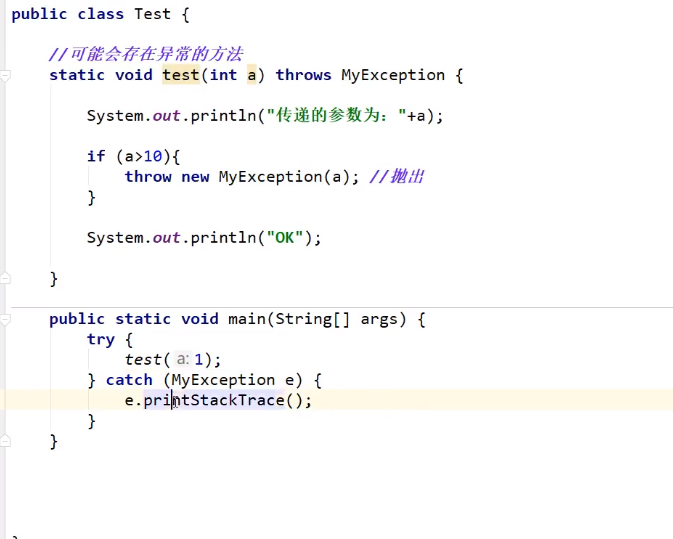 public class Test {
//可能会存在异常的方法
static void test(int a) throws MyException {
System.out.println("传递的参数为："+a);
if (a>10){
throw new MyException(a); //抛出
}
System.out.println("OK");
}
public static void main(String[] args) {
try {
test( a: 1);
} catch (MyException e) {
e.printStackTrace();
}
}